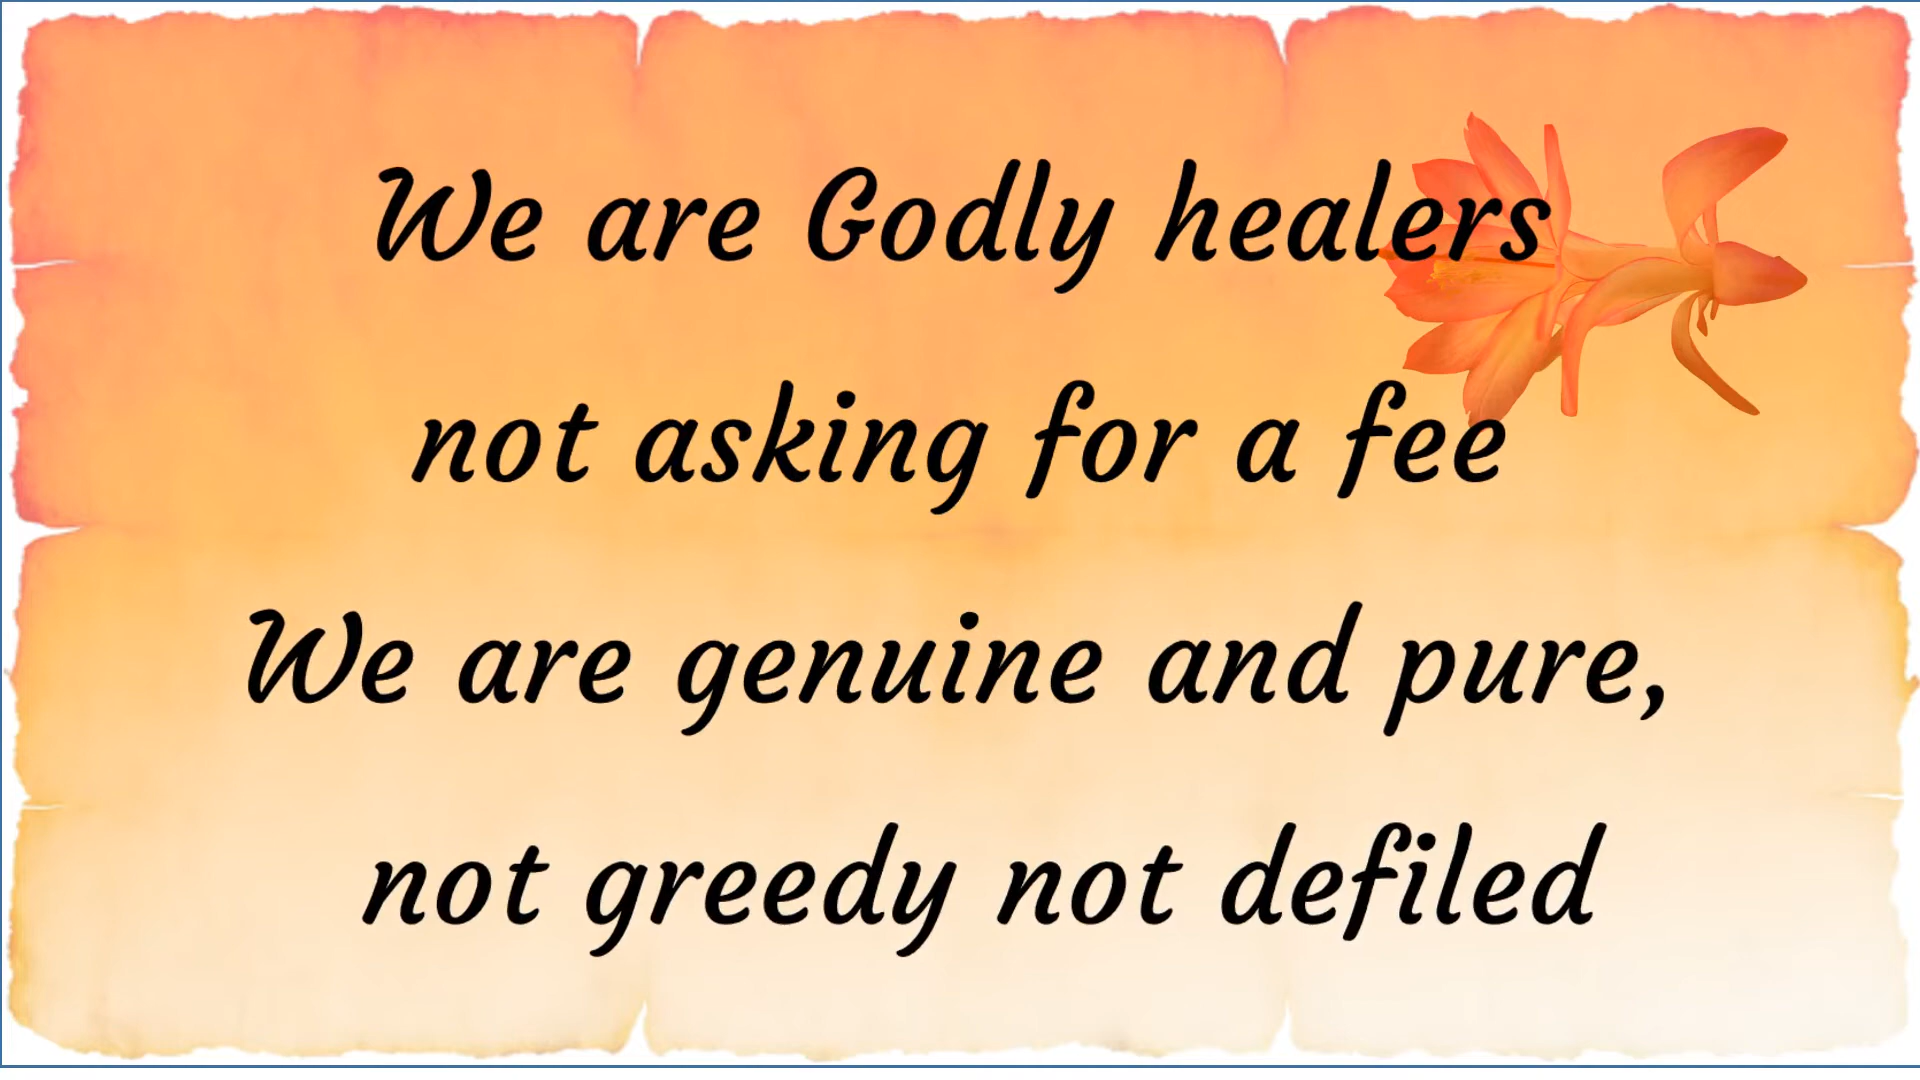 We are Godly healers
not asking for a fee
We are genuine and pure,
not greedy not defiled